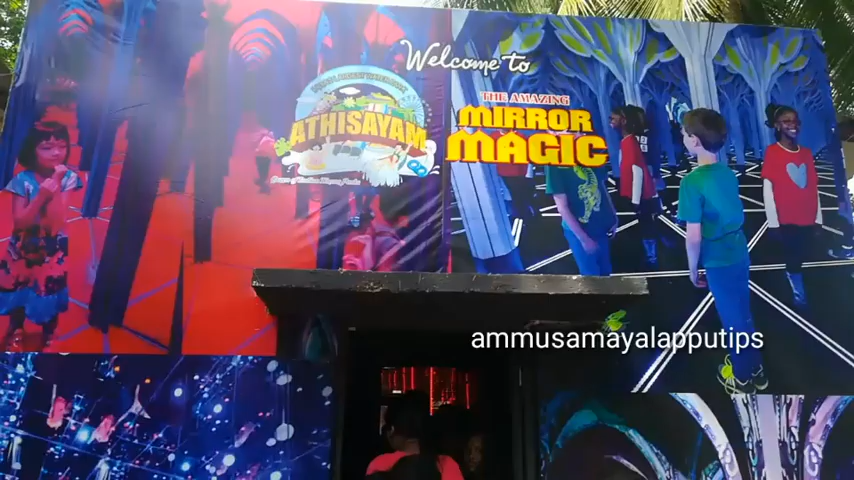 Welcome to
ATHISAYAM
THE AMAZING
MIRROR
MAGIC
ammusamayalapputips